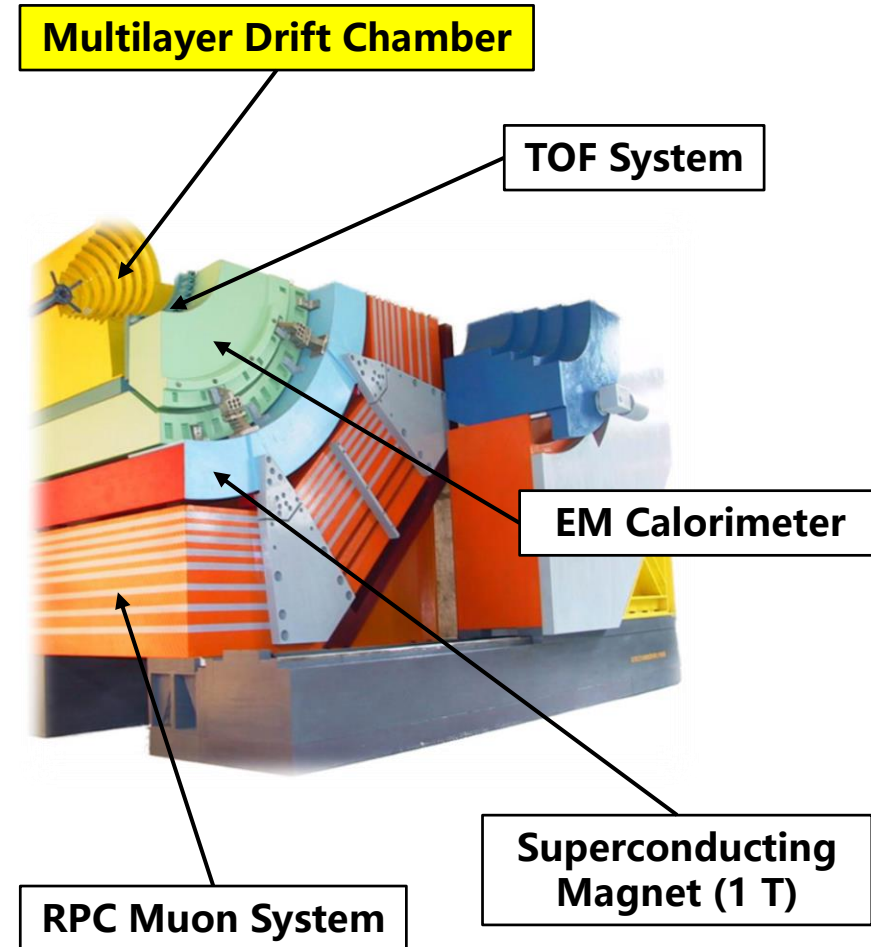 Multilayer Drift Chamber
TOF System
EM Calorimeter
Superconducting
Magnet (1 T)
RPC Muon System